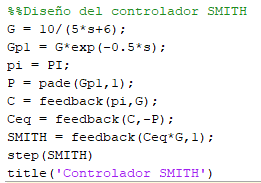 %%Diseño del controlador SMITH
G = 10/(5*s+6);
Gp1 = G*exp(-0.5*s);
pi = PI;
P = pade(Gp1,1);
C = feedback(pi,G);
Ceq = feedback(C,-P);
SMITH = feedback(Ceq*G,1);
step(SMITH)
title('Controlador SMITH')